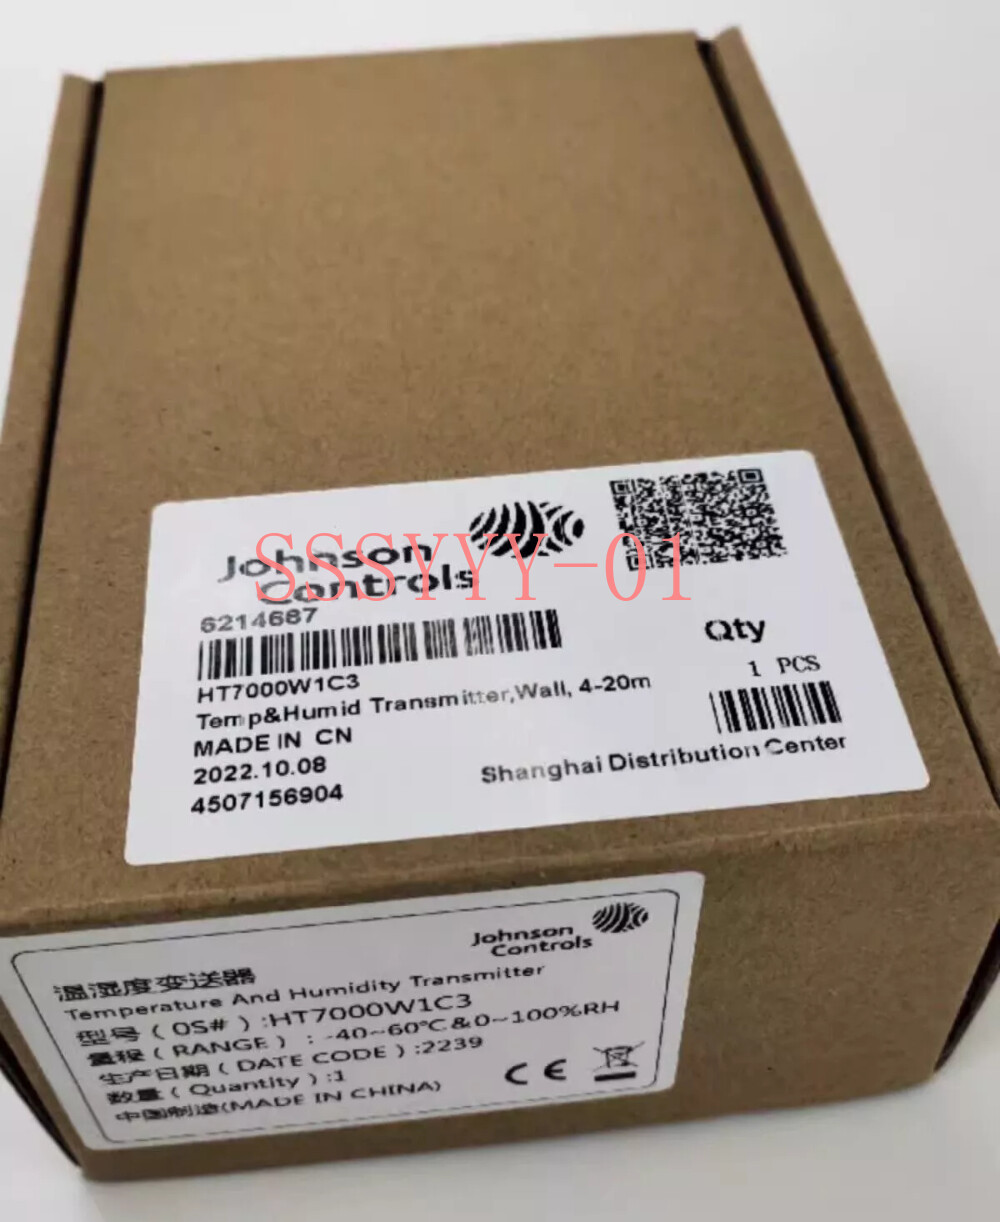 Johnson
Controls
SSSYYY-01
6214687
HT7000W1C3
Temp&Humid Transmitter,Wall, 4-20m
MADE IN CN
2022.10.08
4507156904
Qty
1 PCS
Shanghai Distribution Center
Johnson
Controls
温湿度变送器
Temperature And Humidity Transmitter
型号 ( OS# ) :HT7000W1C3
量程 ( RANGE ) : -40~60℃&0~100%RH
生产日期 ( DATE CODE ) :2239
数量 ( Quantity ) :1
中国制造(MADE IN CHINA)
CE